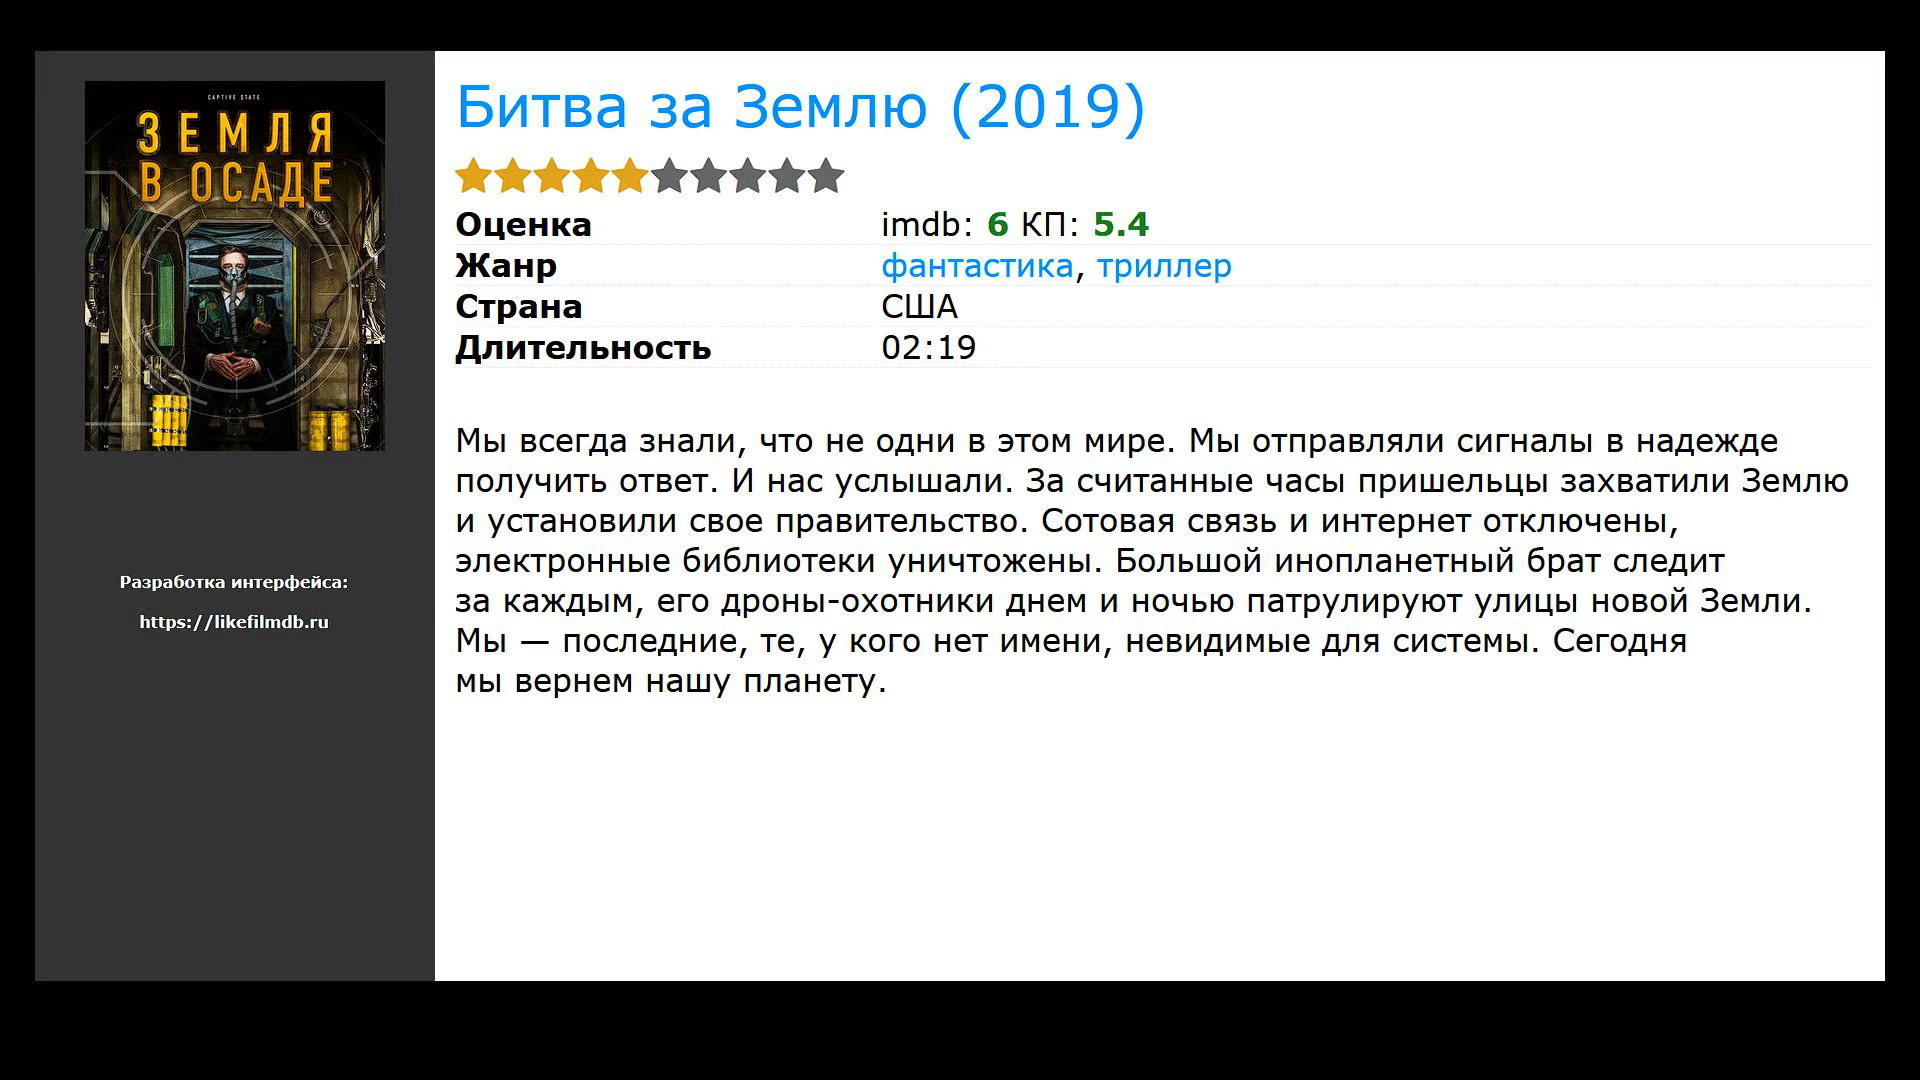 CAPTIVE STATE
ЗЕМЛЯ
В ОСАДЕ
Разработка интерфейса:
https://likefilmdb.ru
Битва за Землю (2019)
Оценка imdb: 6 КП: 5.4
Жанр фантастика, триллер
Страна США
Длительность 02:19
Мы всегда знали, что не одни в этом мире. Мы отправляли сигналы в надежде
получить ответ. И нас услышали. За считанные часы пришельцы захватили Землю
и установили свое правительство. Сотовая связь и интернет отключены,
электронные библиотеки уничтожены. Большой инопланетный брат следит
за каждым, его дроны-охотники днем и ночью патрулируют улицы новой Земли.
Мы — последние, те, у кого нет имени, невидимые для системы. Сегодня
мы вернем нашу планету.